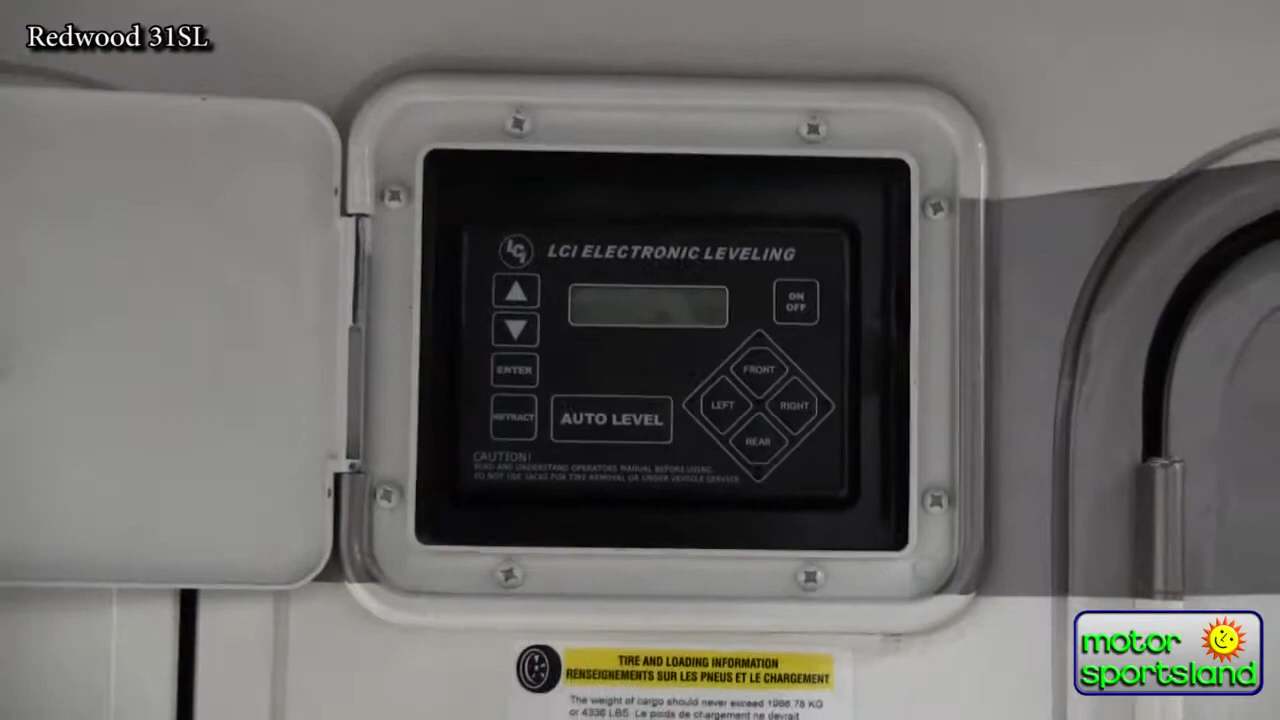 Redwood 31SL
LCI
LCI ELECTRONIC LEVELING
ON
OFF
ENTER
FRONT
LEFT
RIGHT
RETRACT
AUTO LEVEL
REAR
CAUTION!
READ AND UNDERSTAND OPERATORS MANUAL BEFORE USING.
DO NOT USE JACKS FOR TIRE REMOVAL OR UNDER VEHICLE SERVICE.
TIRE AND LOADING INFORMATION
RENSEIGNEMENTS SUR LES PNEUS ET LE CHARGEMENT
The weight of cargo should never exceed 1966.78 KG
or 4336 LBS. Le poids de chargement ne devrait
motor
sportsland